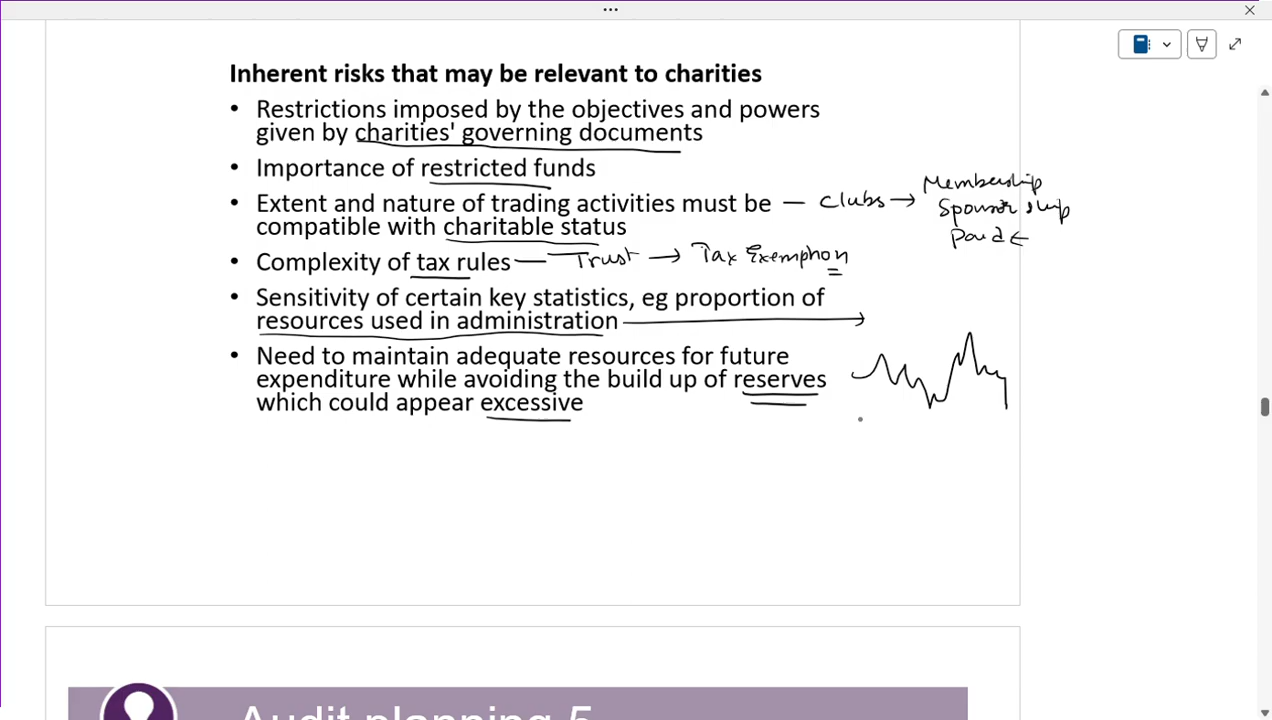 Inherent risks that may be relevant to charities
• Restrictions imposed by the objectives and powers
given by charities' governing documents
• Importance of restricted funds
• Extent and nature of trading activities must be — clubs → Membership
Sponsorship
compatible with charitable status
• Complexity of tax rules — Trust → Tax Exemption
• Sensitivity of certain key statistics, eg proportion of
resources used in administration
• Need to maintain adequate resources for future
expenditure while avoiding the build up of reserves
which could appear excessive
Audit planning 5